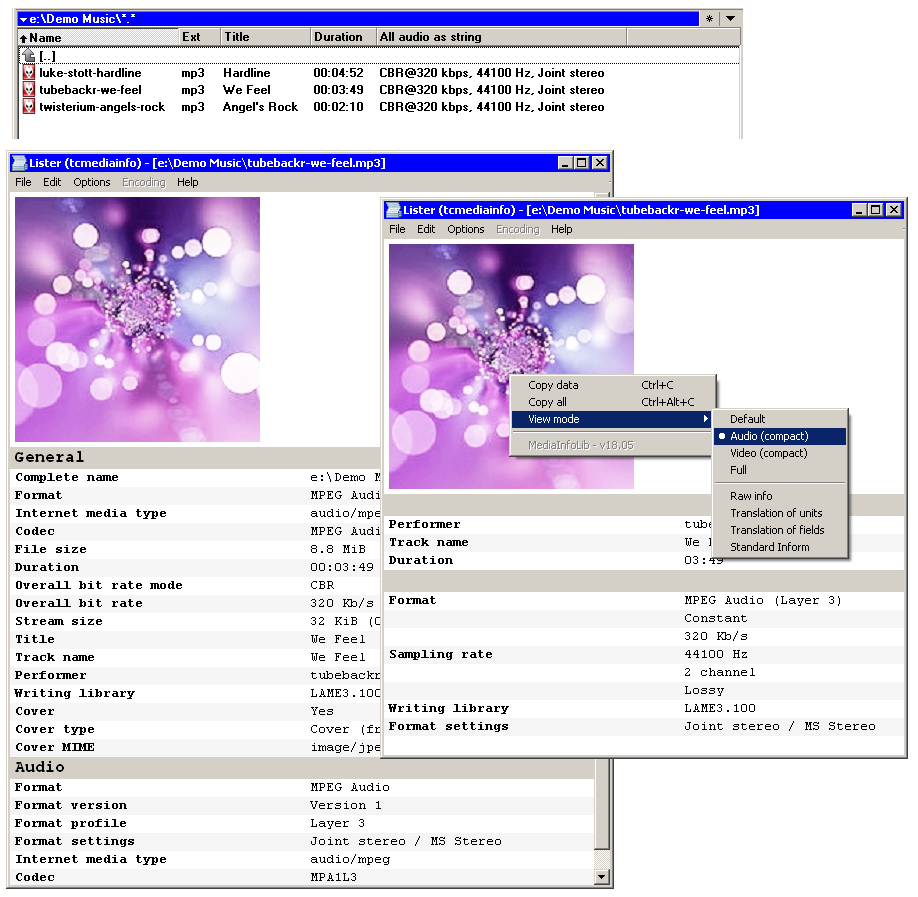 e:\Demo Music\*.*
Name Ext Title Duration All audio as string
[..]
luke-stott-hardline mp3 Hardline 00:04:52 CBR@320 kbps, 44100 Hz, Joint stereo
tubebackr-we-feel mp3 We Feel 00:03:49 CBR@320 kbps, 44100 Hz, Joint stereo
twisterium-angels-rock mp3 Angel's Rock 00:02:10 CBR@320 kbps, 44100 Hz, Joint stereo
Lister (tcmediainfo) - [e:\Demo Music\tubebackr-we-feel.mp3]
File Edit Options Encoding Help
General
Complete name e:\Demo
Format MPEG Audi
Internet media type audio/mpe
Codec MPEG Audi
File size 8.8 MiB
Duration 00:03:49
Overall bit rate mode CBR
Overall bit rate 320 Kb/s
Stream size 32 KiB (
Title We Feel
Track name We Feel
Performer tubebackr
Writing library LAME3.100
Cover Yes
Cover type Cover (fr
Cover MIME image/jpe
Audio
Format MPEG Audio
Format version Version 1
Format profile Layer 3
Format settings Joint stereo / MS Stereo
Internet media type audio/mpeg
Codec MPA1L3
Lister (tcmediainfo) - [e:\Demo Music\tubebackr-we-feel.mp3]
File Edit Options Encoding Help
Copy data Ctrl+C
Copy all Ctrl+Alt+C
View mode
MediaInfoLib - v18.05
Default
Audio (compact)
Video (compact)
Full
Raw info
Translation of units
Translation of fields
Standard Inform
Performer tube
Track name We
Duration 03:49
Format MPEG Audio (Layer 3)
Constant
320 Kb/s
Sampling rate 44100 Hz
2 channel
Lossy
Writing library LAME3.100
Format settings Joint stereo / MS Stereo